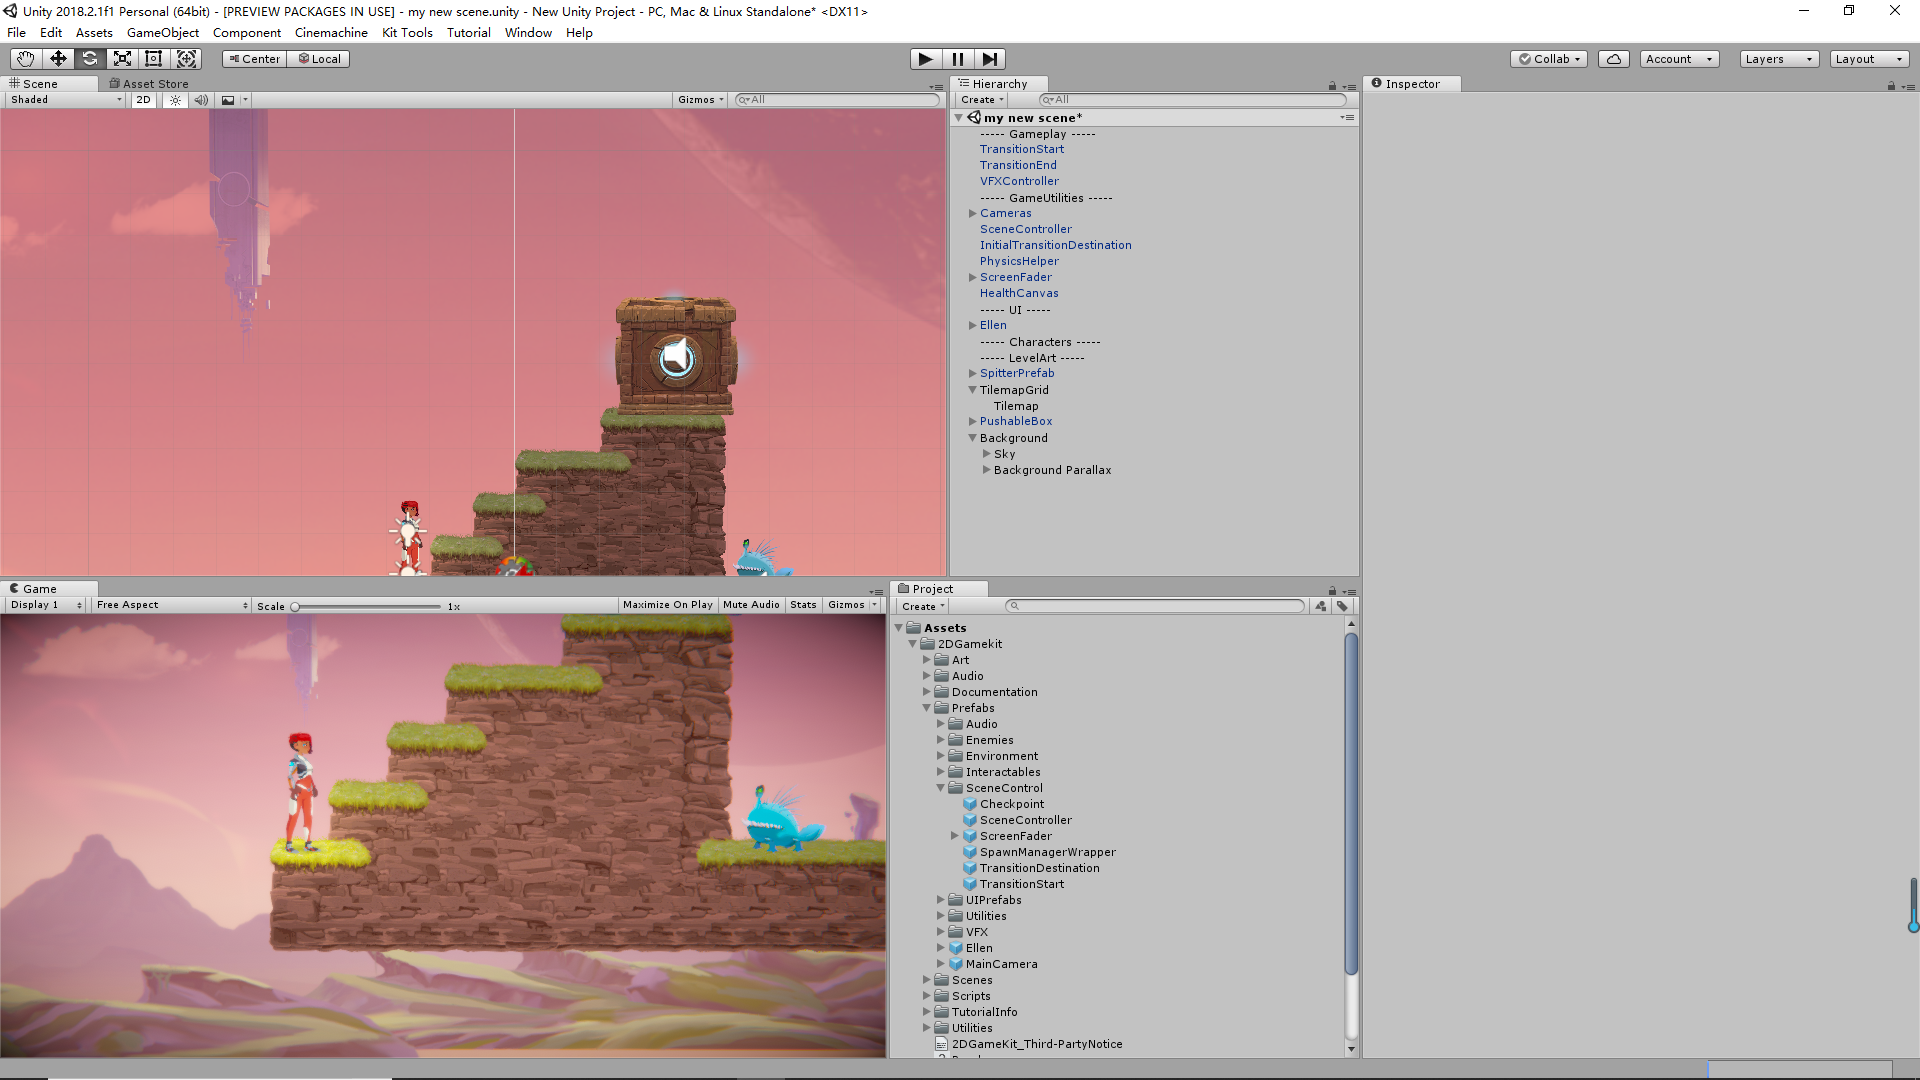 Unity 2018.2.1f1 Personal (64bit) - [PREVIEW PACKAGES IN USE] - my new scene.unity - New Unity Project - PC, Mac & Linux Standalone* <DX11>
File Edit Assets GameObject Component Cinemachine Kit Tools Tutorial Window Help
Center Local Collab Account Layers Layout
Scene Asset Store
Shaded 2D Gizmos All
Hierarchy
Create All
my new scene*
----- Gameplay -----
TransitionStart
TransitionEnd
VFXController
----- GameUtilities -----
Cameras
SceneController
InitialTransitionDestination
PhysicsHelper
ScreenFader
HealthCanvas
----- UI -----
Ellen
----- Characters -----
----- LevelArt -----
SpitterPrefab
TilemapGrid
Tilemap
PushableBox
Background
Sky
Background Parallax
Inspector
Game
Display 1 Free Aspect Scale 1x Maximize On Play Mute Audio Stats Gizmos
Project
Create
Assets
2DGamekit
Art
Audio
Documentation
Prefabs
Audio
Enemies
Environment
Interactables
SceneControl
Checkpoint
SceneController
ScreenFader
SpawnManagerWrapper
TransitionDestination
TransitionStart
UIPrefabs
Utilities
VFX
Ellen
MainCamera
Scenes
Scripts
TutorialInfo
Utilities
2DGameKit_Third-PartyNotice